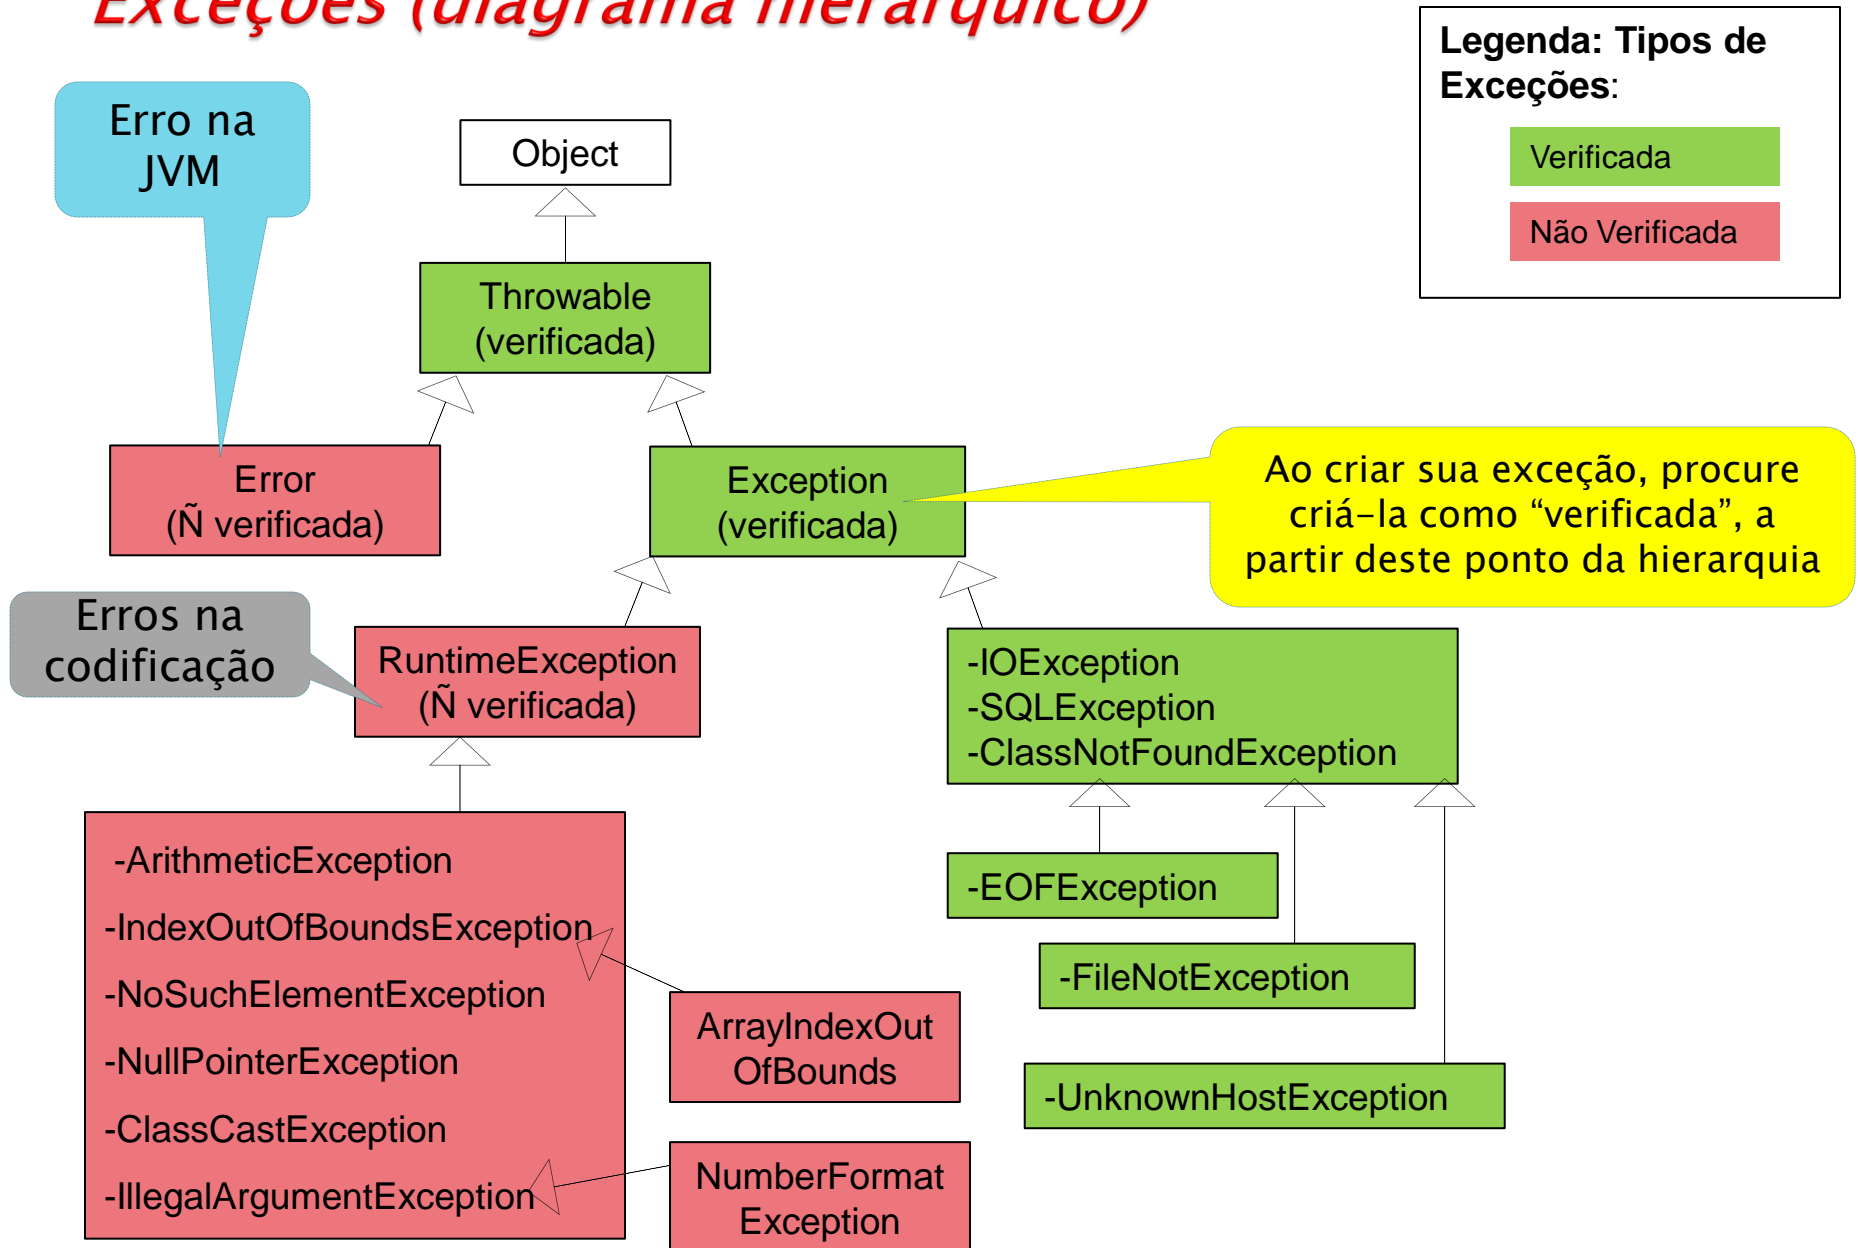 Exceções (diagrama hierárquico)
Legenda: Tipos de
Exceções:
Verificada
Não Verificada
Erro na
JVM
Object
Throwable
(verificada)
Error
(Ñ verificada)
Exception
(verificada)
Ao criar sua exceção, procure
criá-la como “verificada”, a
partir deste ponto da hierarquia
Erros na
codificação
RuntimeException
(Ñ verificada)
-IOException
-SQLException
-ClassNotFoundException
-ArithmeticException
-IndexOutOfBoundsException
-NoSuchElementException
-NullPointerException
-ClassCastException
-IllegalArgumentException
ArrayIndexOut
OfBounds
NumberFormat
Exception
-EOFException
-FileNotException
-UnknownHostException